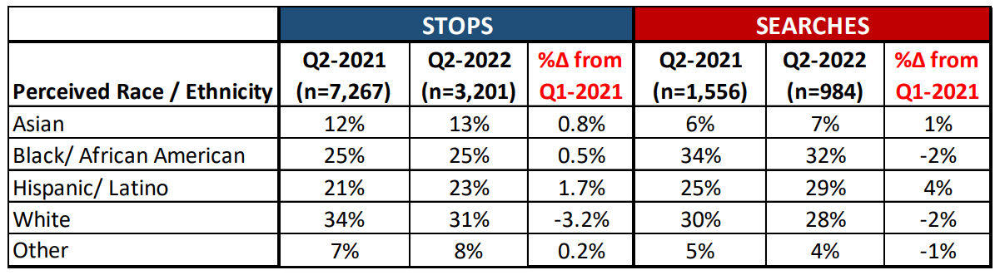 STOPS SEARCHES
Q2-2021 Q2-2022 %Δ from Q2-2021 Q2-2022 %Δ from
Perceived Race / Ethnicity (n=7,267) (n=3,201) Q1-2021 (n=1,556) (n=984) Q1-2021
Asian 12% 13% 0.8% 6% 7% 1%
Black/ African American 25% 25% 0.5% 34% 32% -2%
Hispanic/ Latino 21% 23% 1.7% 25% 29% 4%
White 34% 31% -3.2% 30% 28% -2%
Other 7% 8% 0.2% 5% 4% -1%